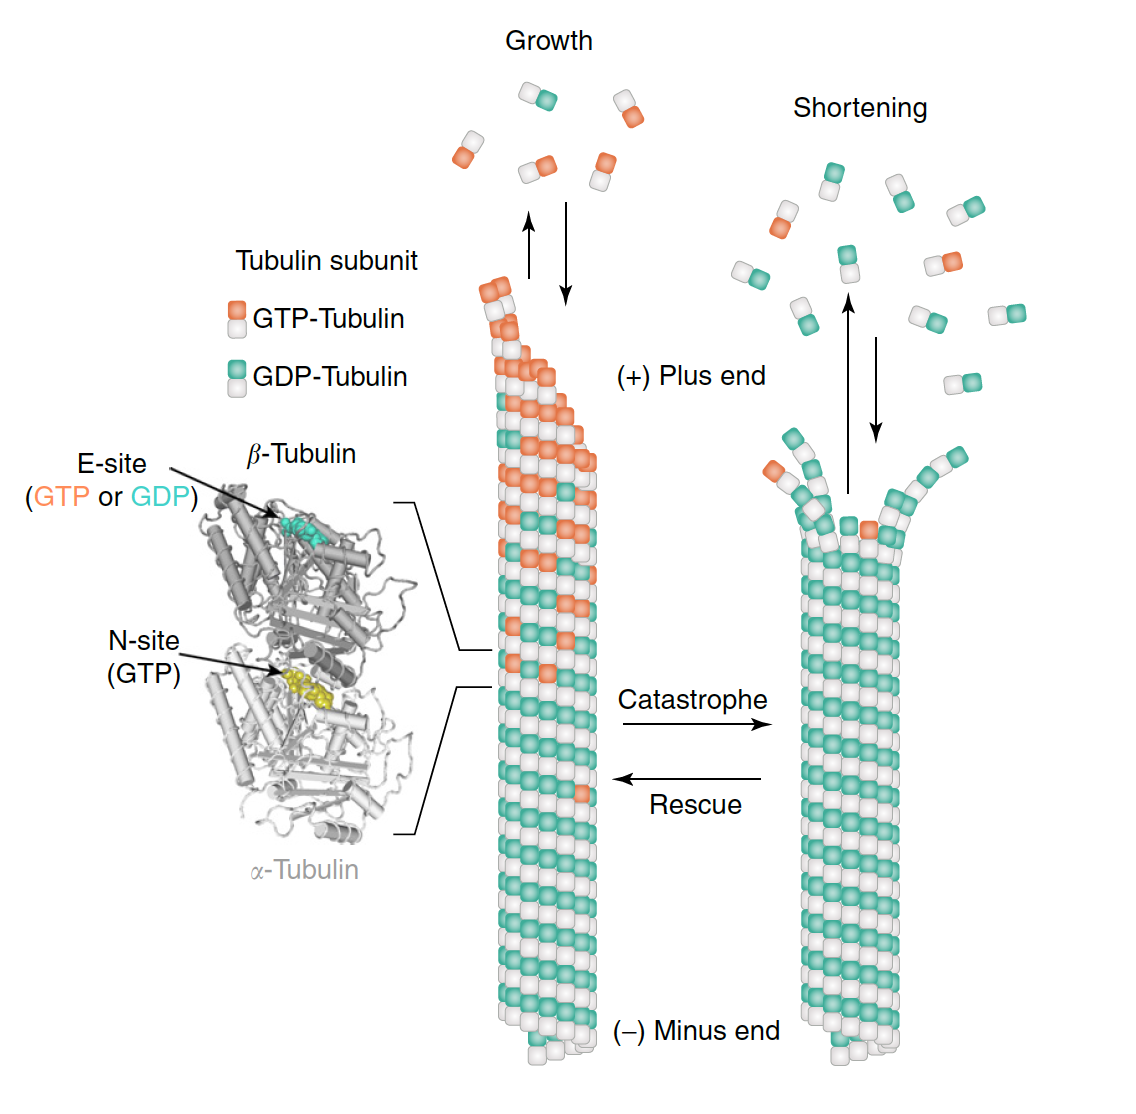 Growth
Shortening
Tubulin subunit
GTP-Tubulin
GDP-Tubulin
(+) Plus end
β-Tubulin
E-site
(GTP or GDP)
N-site
(GTP)
Catastrophe
Rescue
α-Tubulin
(–) Minus end